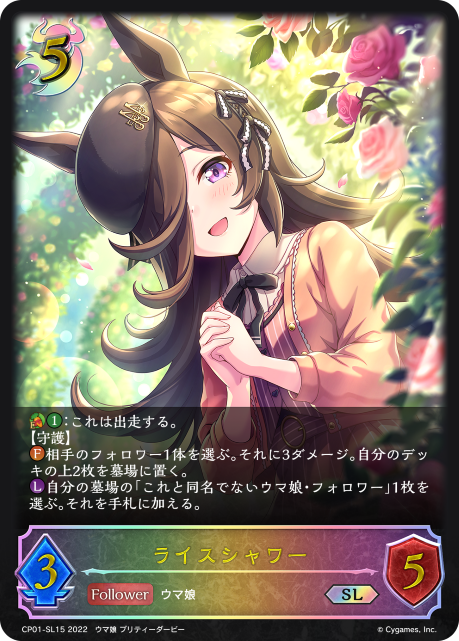 5
①：これは出走する。
【守護】
F 相手のフォロワー1体を選ぶ。それに3ダメージ。自分のデッ
キの上2枚を墓場に置く。
L 自分の墓場の「これと同名でないウマ娘・フォロワー」1枚を
選ぶ。それを手札に加える。
ライスシャワー
3
Follower ウマ娘
SL
5
CP01-SL15 2022 ウマ娘 プリティーダービー
© Cygames, Inc.